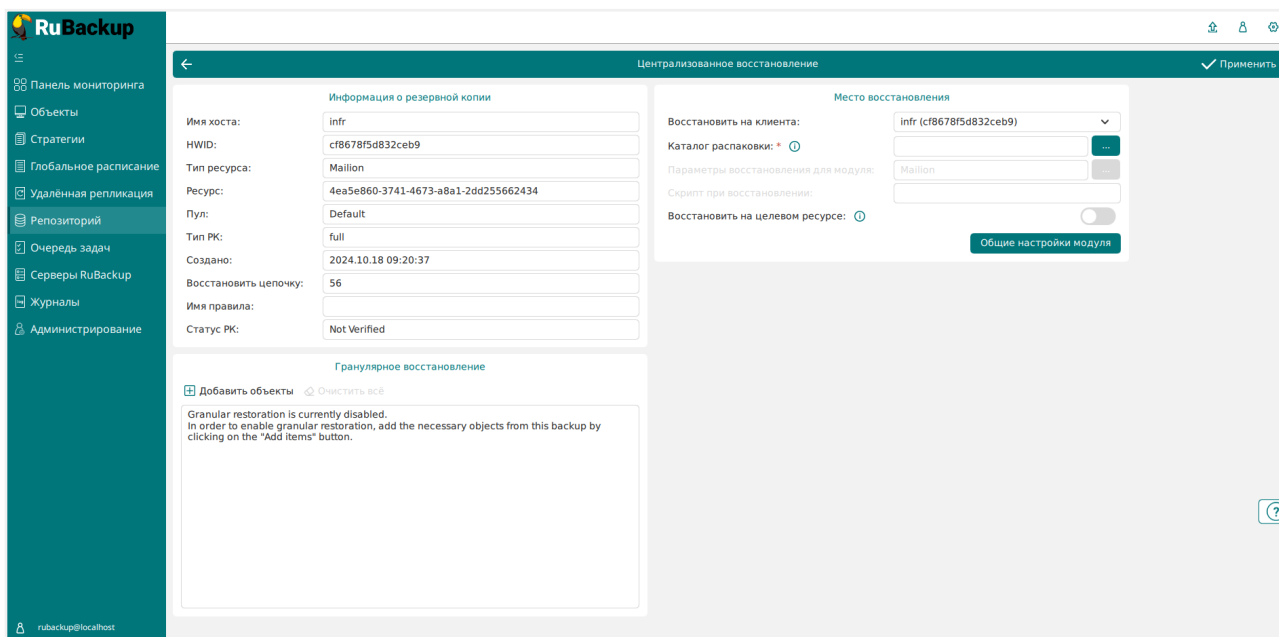 RuBackup
Панель мониторинга
Объекты
Стратегии
Глобальное расписание
Удалённая репликация
Репозиторий
Очередь задач
Серверы RuBackup
Журналы
Администрирование
rubackup@localhost
Централизованное восстановление
Применить
Информация о резервной копии
Имя хоста: infr
HWID: cf8678f5d832ceb9
Тип ресурса: Mailion
Ресурс: 4ea5e860-3741-4673-a8a1-2dd255662434
Пул: Default
Тип РК: full
Создано: 2024.10.18 09:20:37
Восстановить цепочку: 56
Имя правила:
Статус РК: Not Verified
Гранулярное восстановление
Добавить объекты Очистить всё
Granular restoration is currently disabled.
In order to enable granular restoration, add the necessary objects from this backup by
clicking on the "Add items" button.
Место восстановления
Восстановить на клиента: infr (cf8678f5d832ceb9)
Каталог распаковки: * ...
Параметры восстановления для модуля: Mailion ...
Скрипт при восстановлении:
Восстановить на целевом ресурсе:
Общие настройки модуля
?